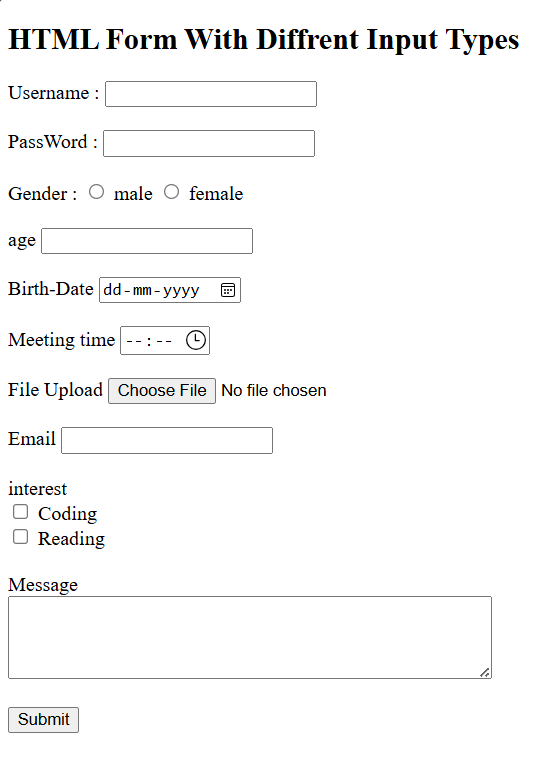 HTML Form With Diffrent Input Types
Username :
PassWord :
Gender : male female
age
Birth-Date dd-mm-yyyy
Meeting time --:--
File Upload Choose File No file chosen
Email
interest
Coding
Reading
Message
Submit